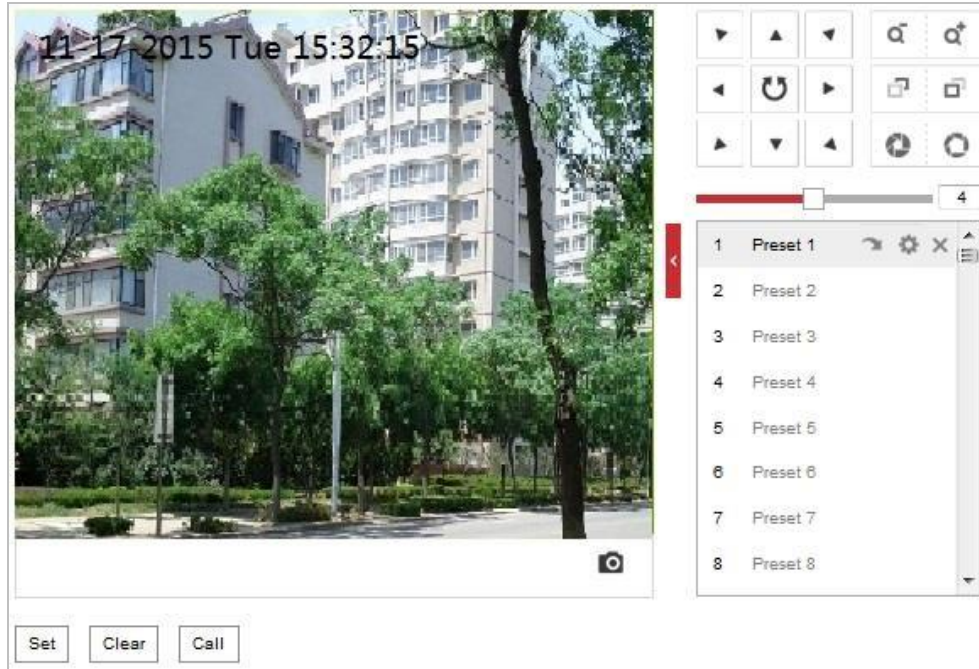 11-17-2015 Tue 15:32:15
4
1 Preset 1
2 Preset 2
3 Preset 3
4 Preset 4
5 Preset 5
6 Preset 6
7 Preset 7
8 Preset 8
Set Clear Call